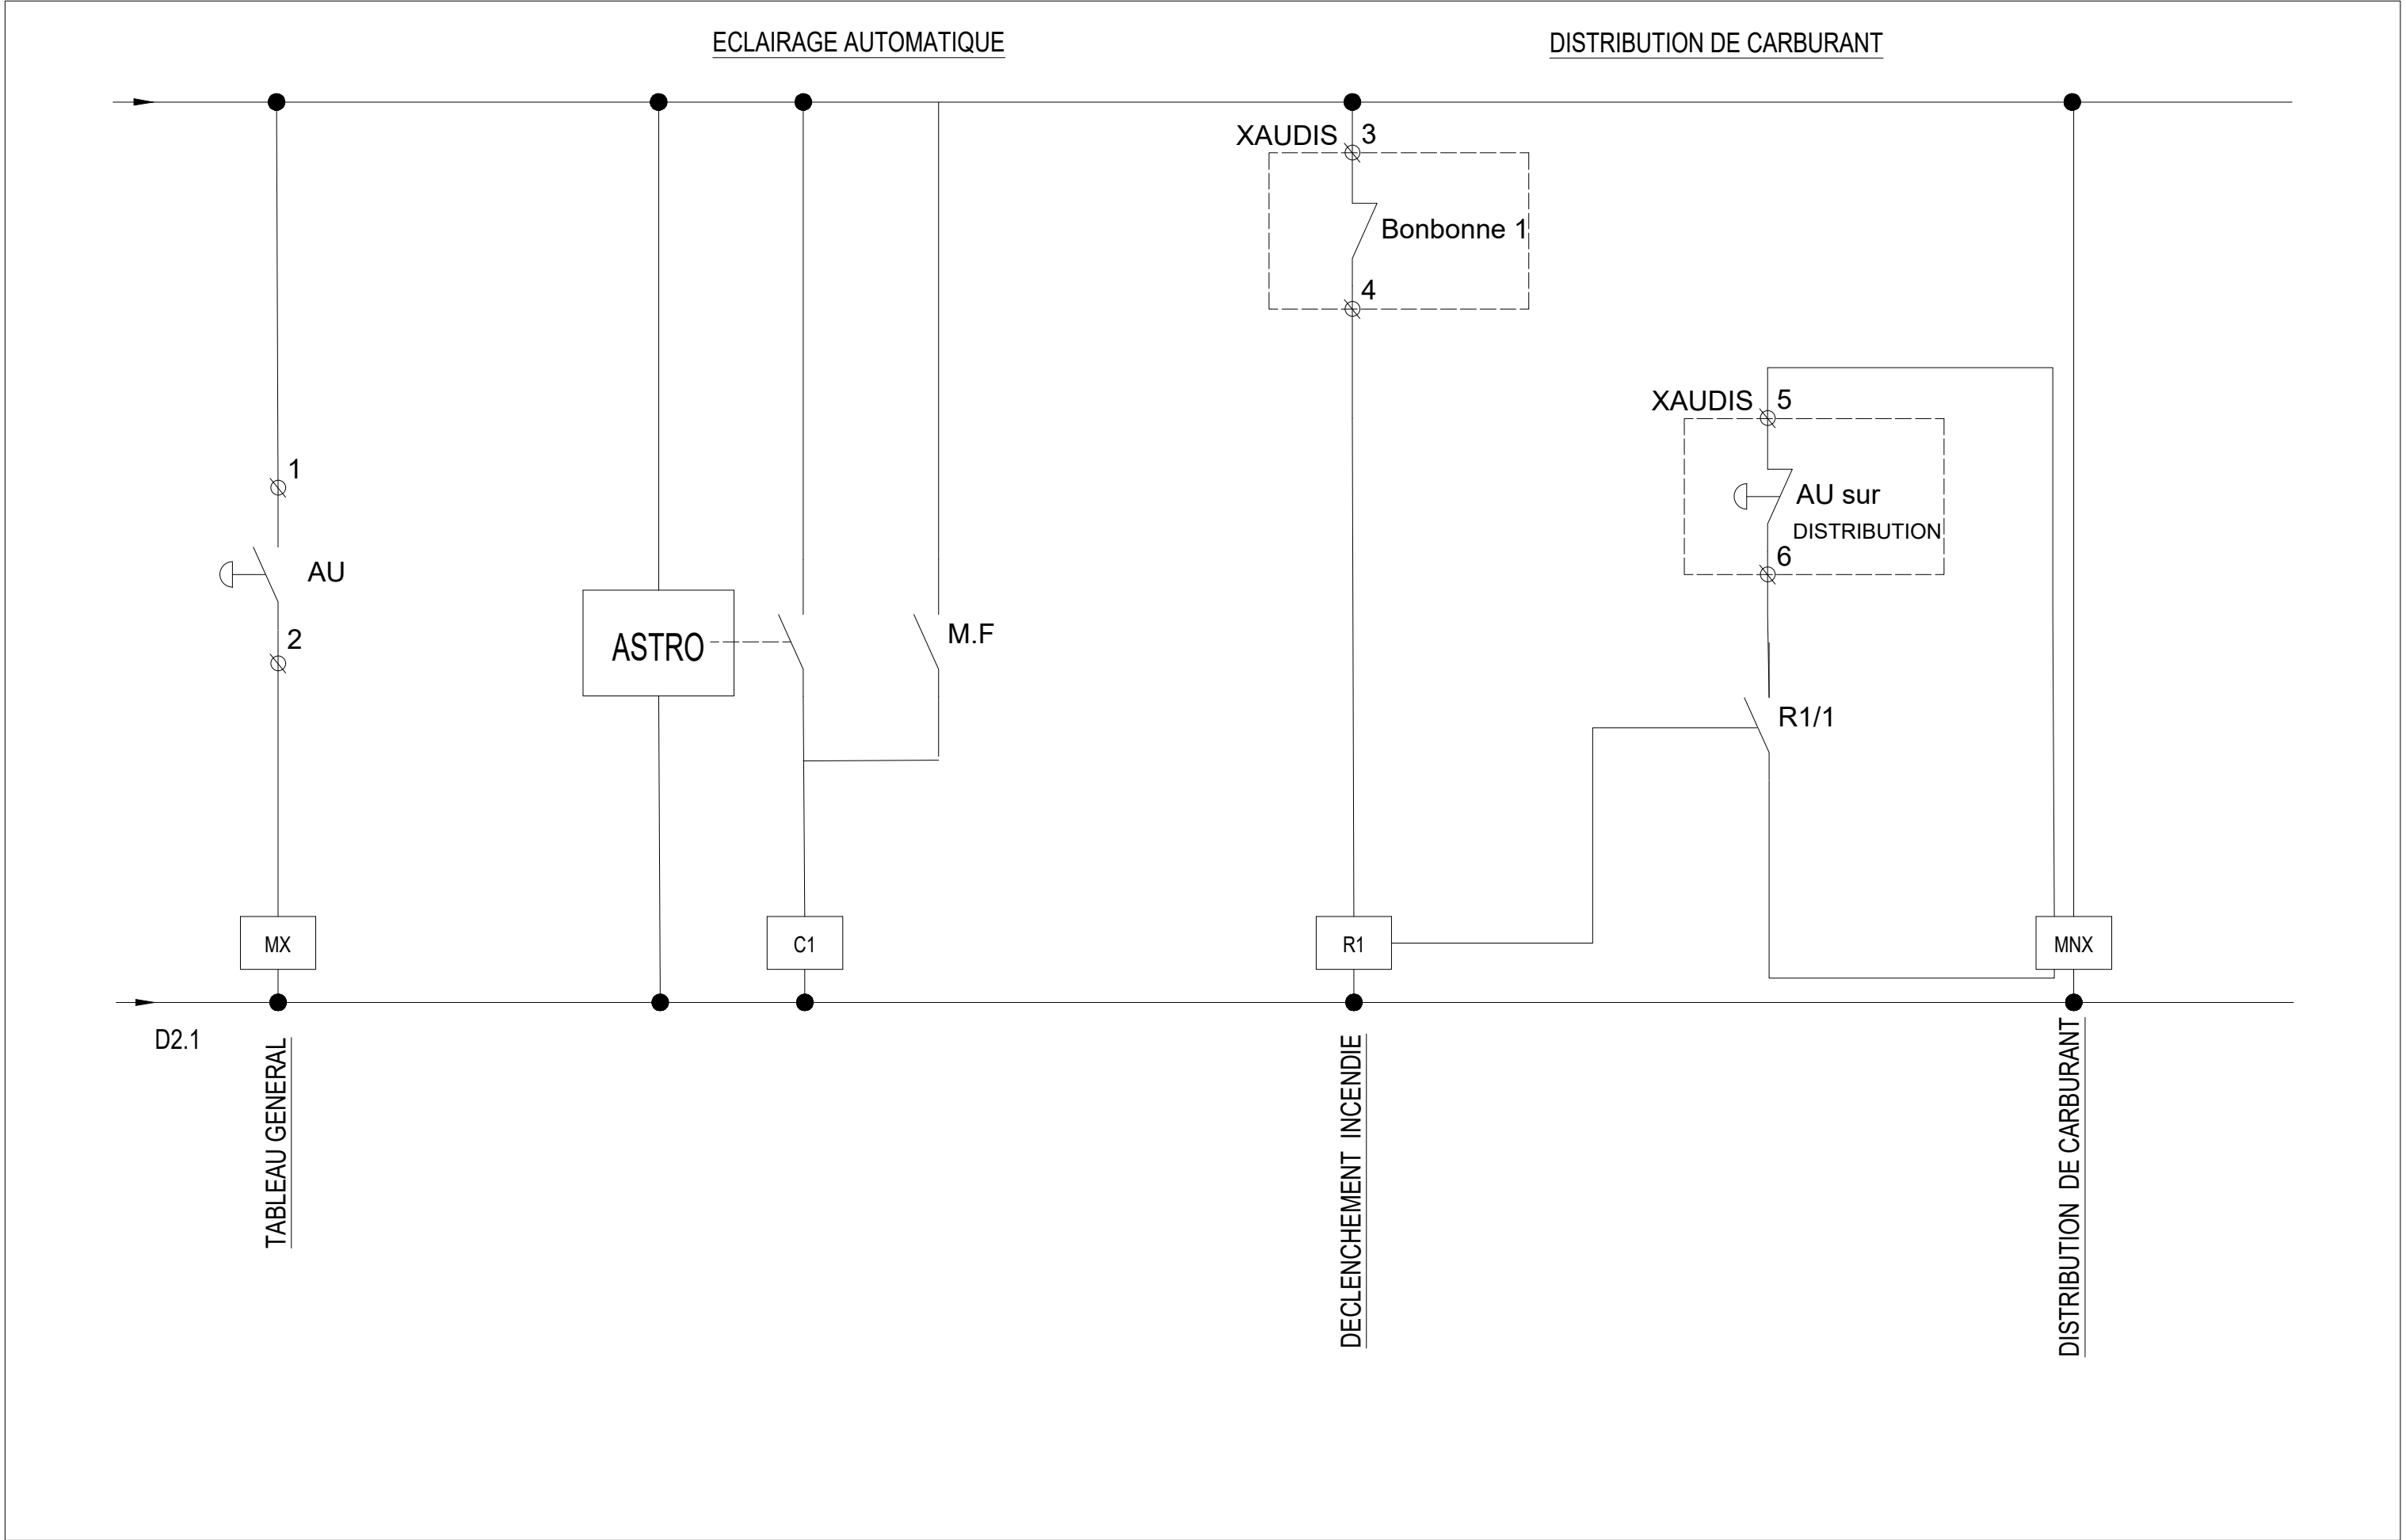 ECLAIRAGE AUTOMATIQUE
DISTRIBUTION DE CARBURANT
XAUDIS 3
Bonbonne 1
4
XAUDIS 5
AU sur
DISTRIBUTION
6
1
AU
2
ASTRO
M.F
R1/1
MX
C1
R1
MNX
D2.1
TABLEAU GENERAL
DECLENCHEMENT INCENDIE
DISTRIBUTION DE CARBURANT